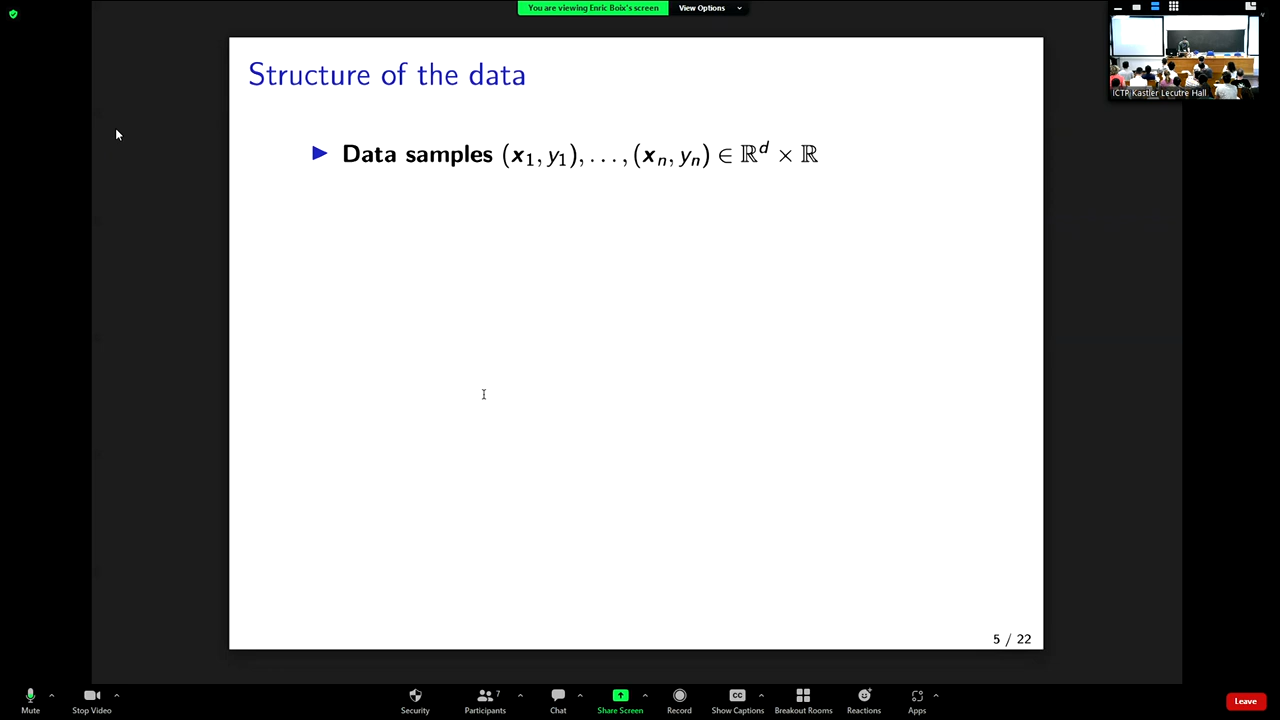 You are viewing Enric Boix's screen
View Options
ICTP Kastler Lecutre Hall
Structure of the data
▶ Data samples (x₁, y₁), . . . , (xₙ, yₙ) ∈ ℝᵈ × ℝ
5 / 22
Mute
Stop Video
Security
Participants 7
Chat
Share Screen
Record
Show Captions
Breakout Rooms
Reactions
Apps
Leave